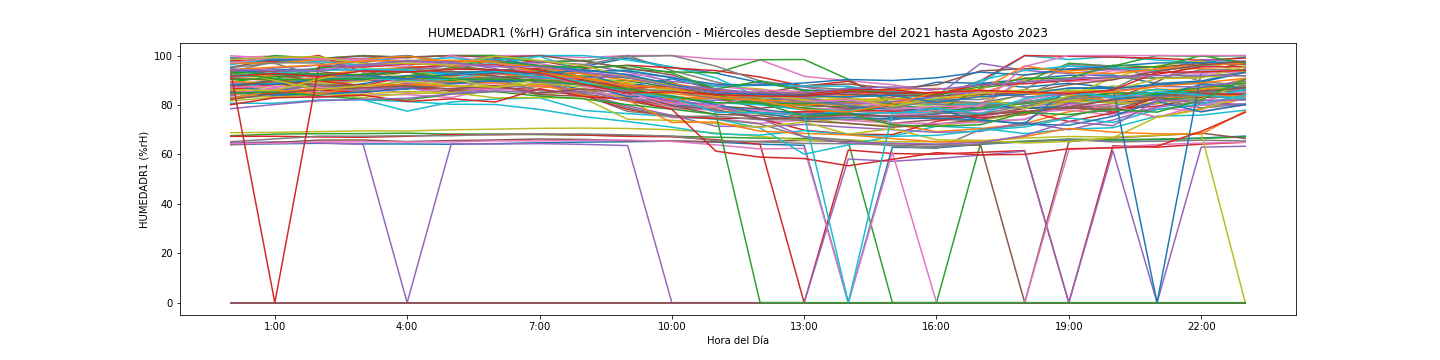 HUMEDADR1 (%rH) Gráfica sin intervención - Miércoles desde Septiembre del 2021 hasta Agosto 2023
HUMEDADR1 (%rH)
100
80
60
40
20
0
1:00 4:00 7:00 10:00 13:00 16:00 19:00 22:00
Hora del Día